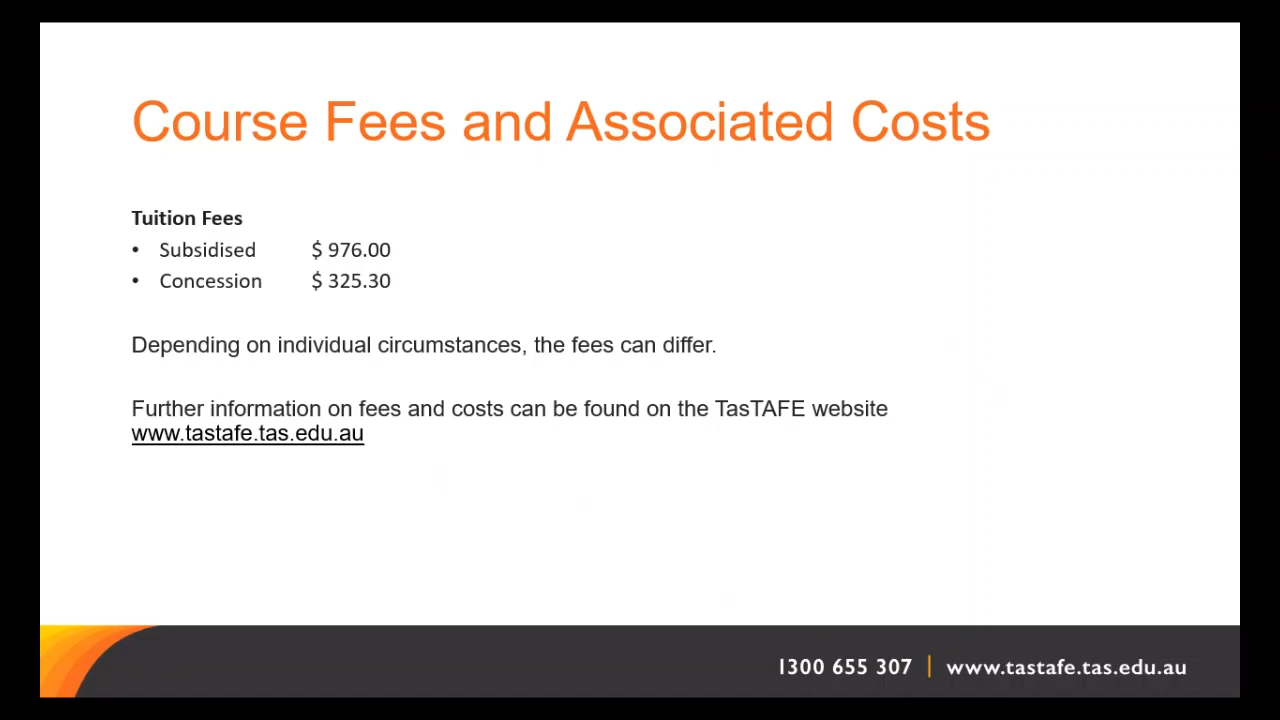 Course Fees and Associated Costs
Tuition Fees
• Subsidised $ 976.00
• Concession $ 325.30
Depending on individual circumstances, the fees can differ.
Further information on fees and costs can be found on the TasTAFE website
www.tastafe.tas.edu.au
1300 655 307 | www.tastafe.tas.edu.au